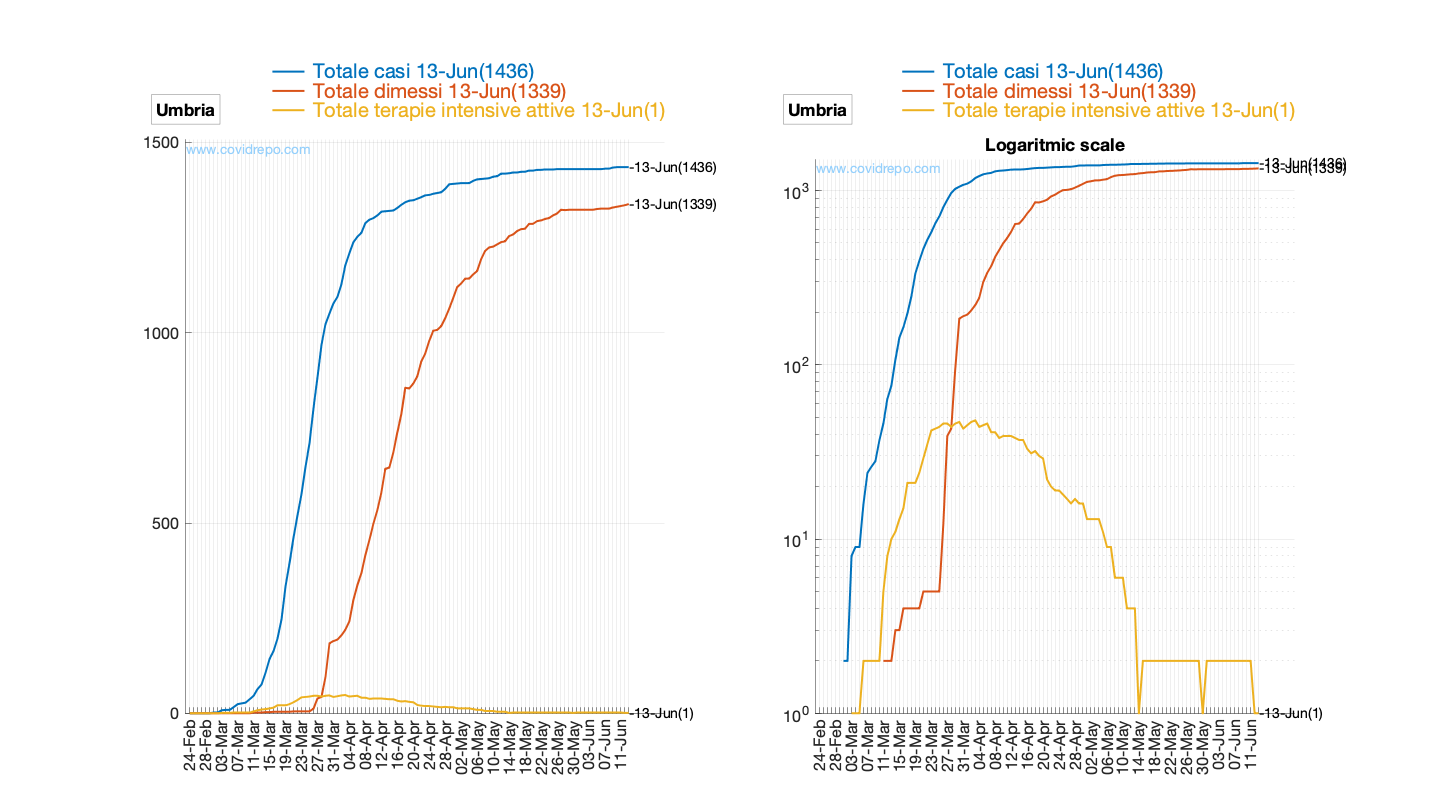 Totale casi 13-Jun(1436)
Totale dimessi 13-Jun(1339)
Totale terapie intensive attive 13-Jun(1)
Umbria
www.covidrepo.com
1500
1000
500
0
-13-Jun(1436)
-13-Jun(1339)
-13-Jun(1)
24-Feb
28-Feb
03-Mar
07-Mar
11-Mar
15-Mar
19-Mar
23-Mar
27-Mar
31-Mar
04-Apr
08-Apr
12-Apr
16-Apr
20-Apr
24-Apr
28-Apr
02-May
06-May
10-May
14-May
18-May
22-May
26-May
30-May
03-Jun
07-Jun
11-Jun
Totale casi 13-Jun(1436)
Totale dimessi 13-Jun(1339)
Totale terapie intensive attive 13-Jun(1)
Umbria
Logaritmic scale
www.covidrepo.com
10³
10²
10¹
10⁰
-13-Jun(1436)
-13-Jun(1339)
-13-Jun(1)
24-Feb
28-Feb
03-Mar
07-Mar
11-Mar
15-Mar
19-Mar
23-Mar
27-Mar
31-Mar
04-Apr
08-Apr
12-Apr
16-Apr
20-Apr
24-Apr
28-Apr
02-May
06-May
10-May
14-May
18-May
22-May
26-May
30-May
03-Jun
07-Jun
11-Jun